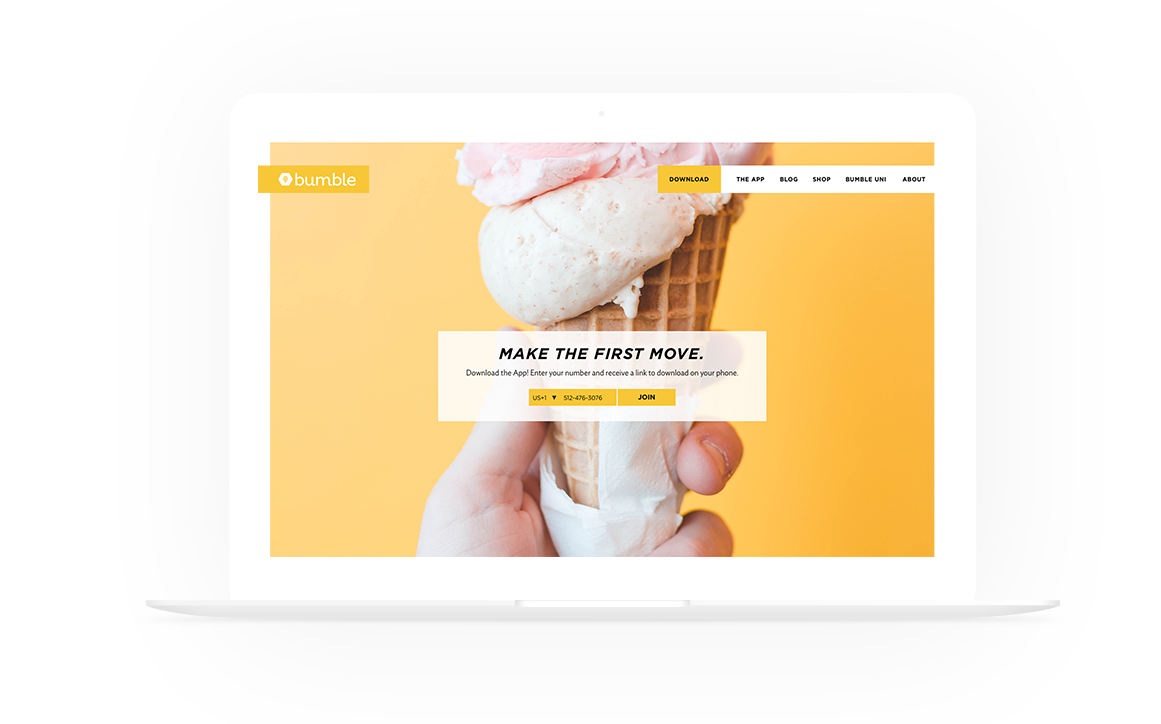 bumble
DOWNLOAD THE APP BLOG SHOP BUMBLE UNI ABOUT
MAKE THE FIRST MOVE.
Download the App! Enter your number and receive a link to download on your phone.
US+1 ▼ 512-476-3076 JOIN